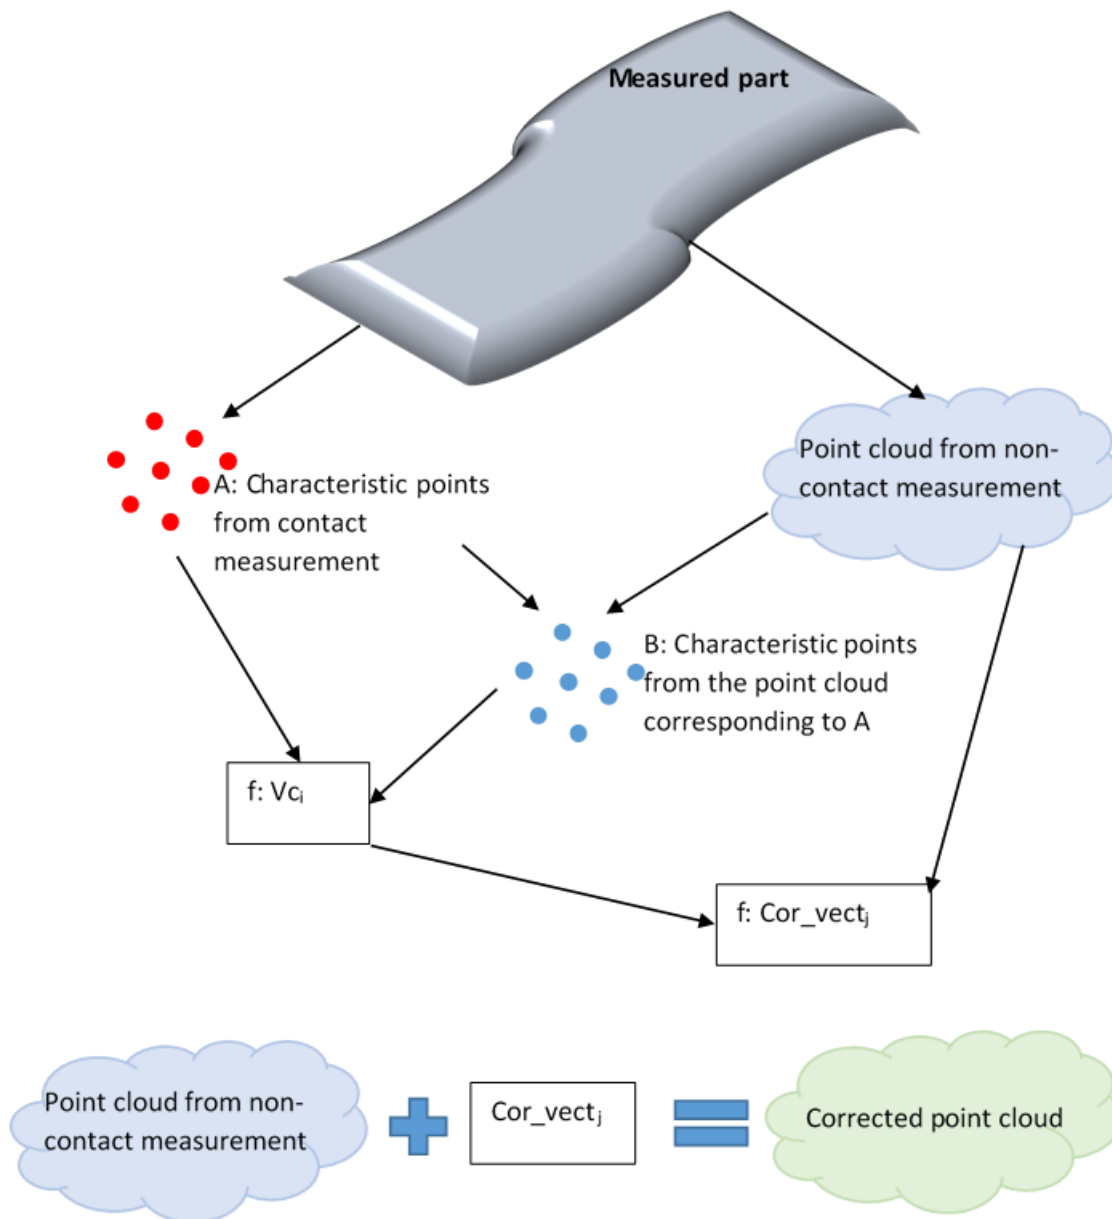 Measured part
Point cloud from non-
contact measurement
A: Characteristic points
from contact
measurement
B: Characteristic points
from the point cloud
corresponding to A
f: Vcᵢ
f: Cor_vectⱼ
Point cloud from non-
contact measurement
Cor_vectⱼ
Corrected point cloud